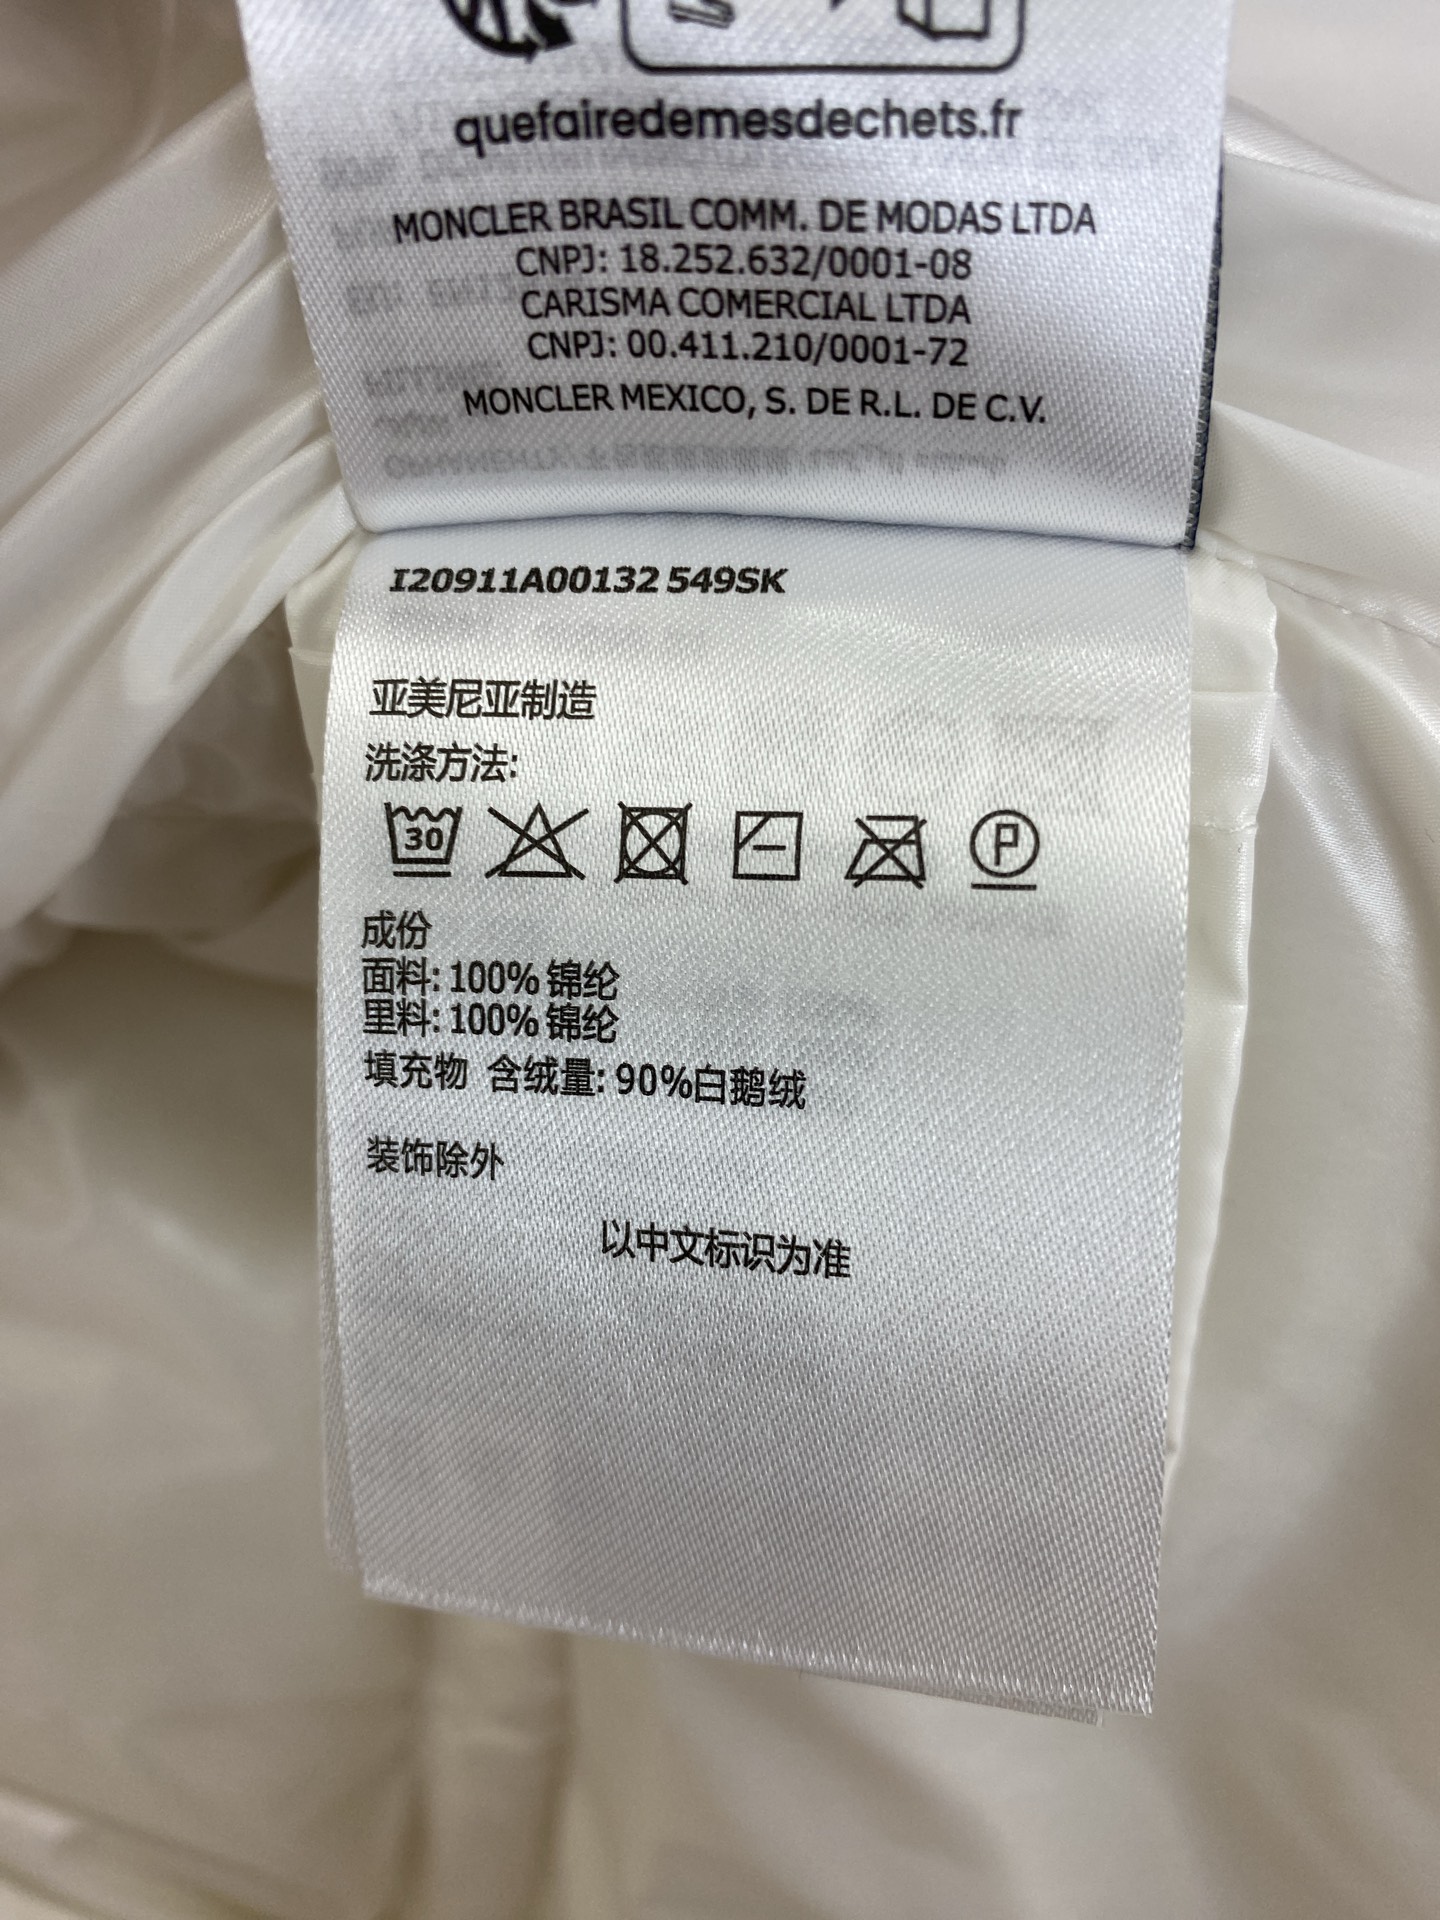 quefairedemesdechets.fr
MONCLER BRASIL COMM. DE MODAS LTDA
CNPJ: 18.252.632/0001-08
CARISMA COMERCIAL LTDA
CNPJ: 00.411.210/0001-72
MONCLER MEXICO, S. DE R.L. DE C.V.
I20911A00132 549SK
亚美尼亚制造
洗涤方法:
30 P
成份
面料: 100% 锦纶
里料: 100% 锦纶
填充物 含绒量: 90%白鹅绒
装饰除外
以中文标识为准